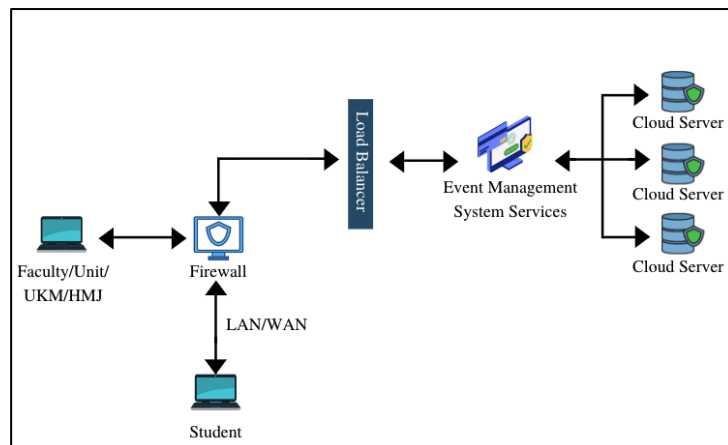 Load Balancer
Cloud Server
Cloud Server
Cloud Server
Event Management
System Services
Faculty/Unit/
UKM/HMJ
Firewall
LAN/WAN
Student